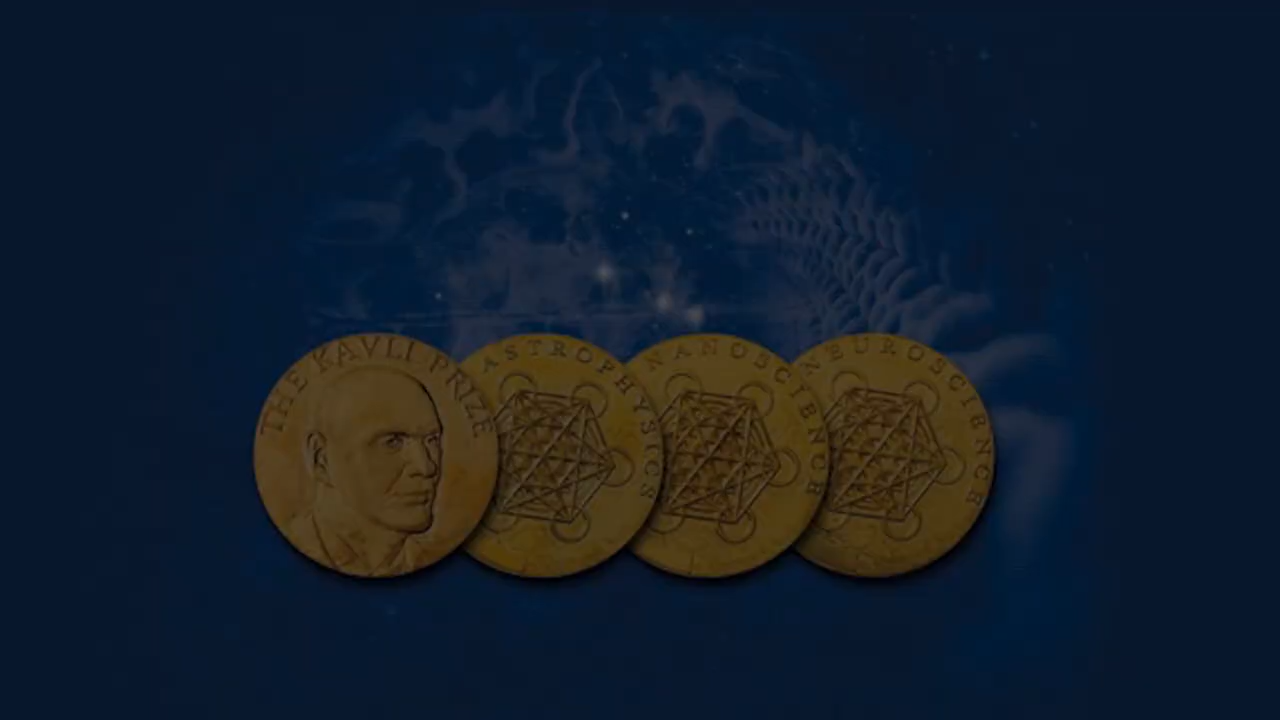 THE KAVLI PRIZE
ASTROPHYSICS
NANOSCIENCE
NEUROSCIENCE